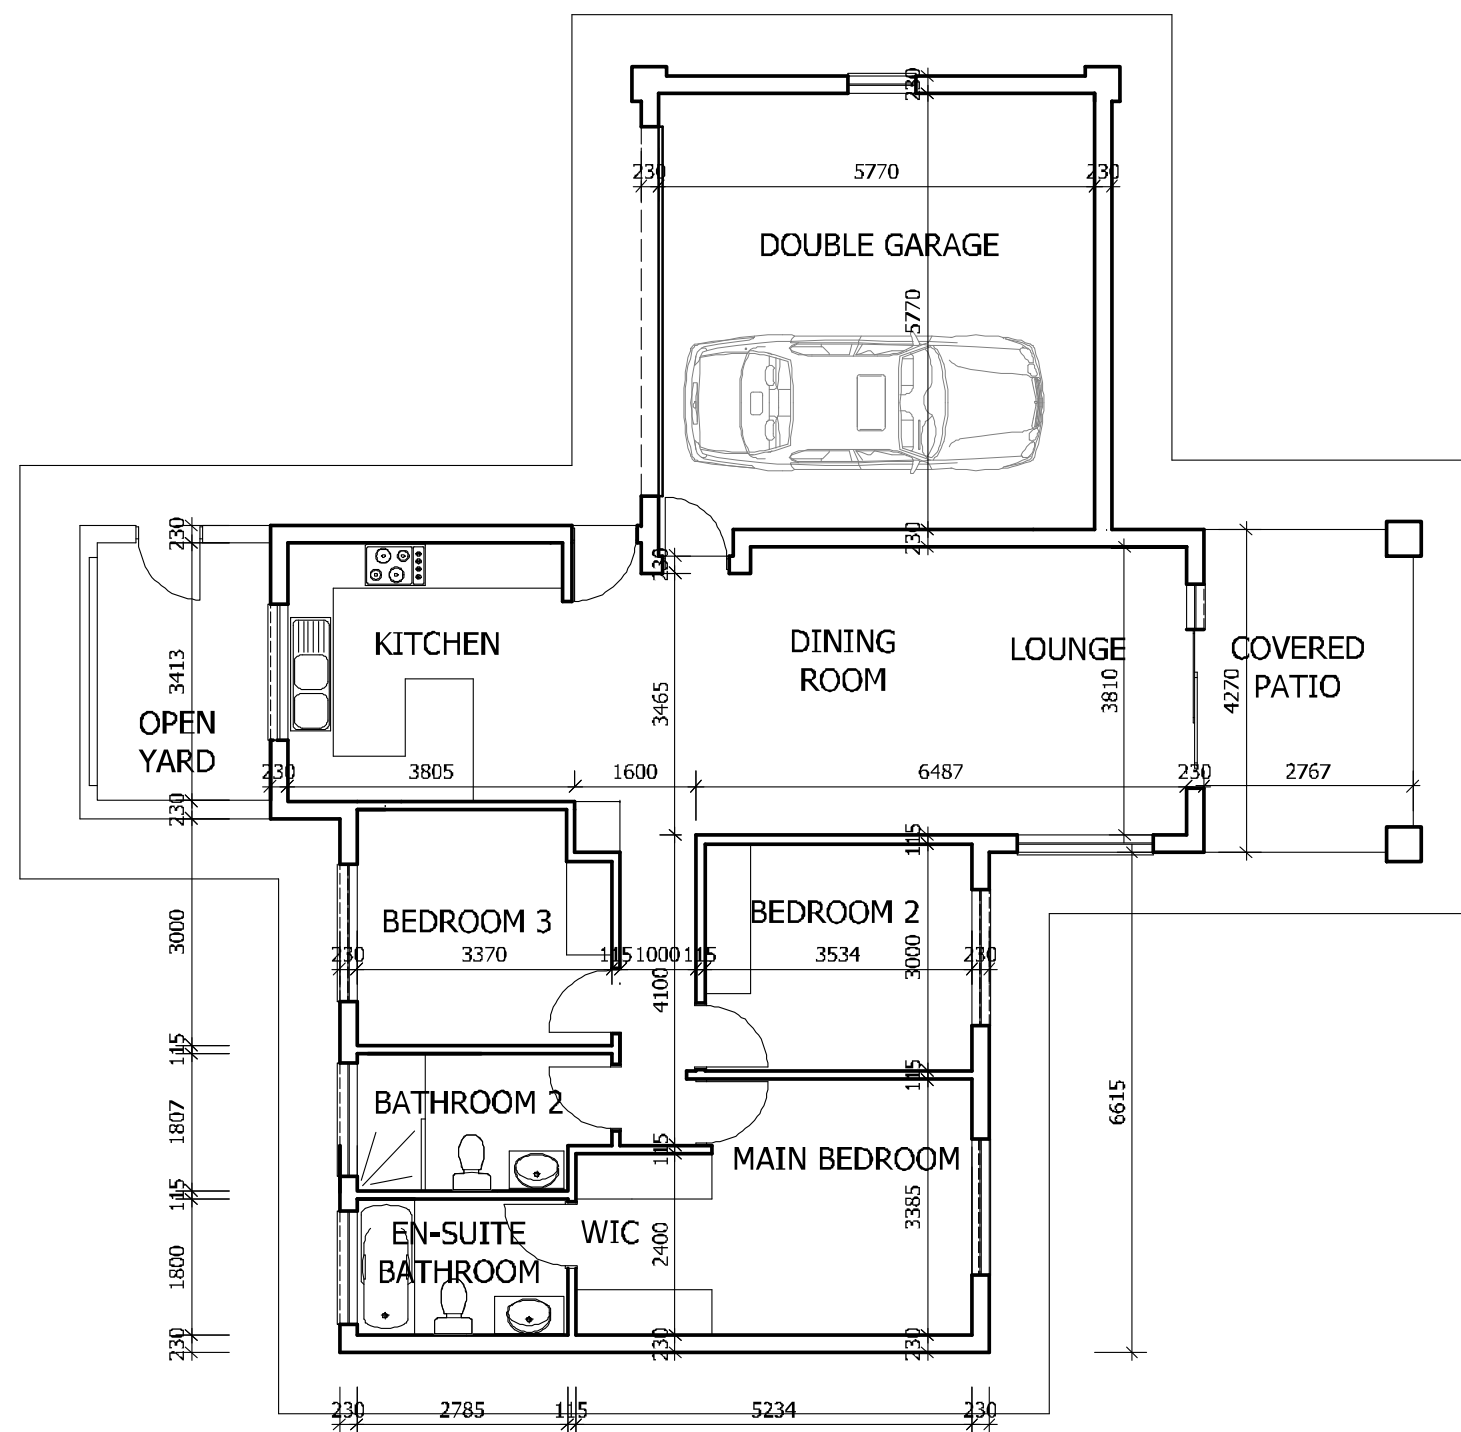 230
230
5770
230
DOUBLE GARAGE
5770
230
230
230
KITCHEN
DINING
ROOM
LOUNGE
COVERED
PATIO
3413
3465
3810
4270
OPEN
YARD
230
3805
1600
6487
230
2767
230
115
BEDROOM 3
BEDROOM 2
3000
230
3370
115
1000
115
3534
3000
230
4100
115
115
BATHROOM 2
1807
6615
115
MAIN BEDROOM
115
3385
EN-SUITE
BATHROOM
WIC
2400
1800
230
230
230
230
2785
115
5234
230